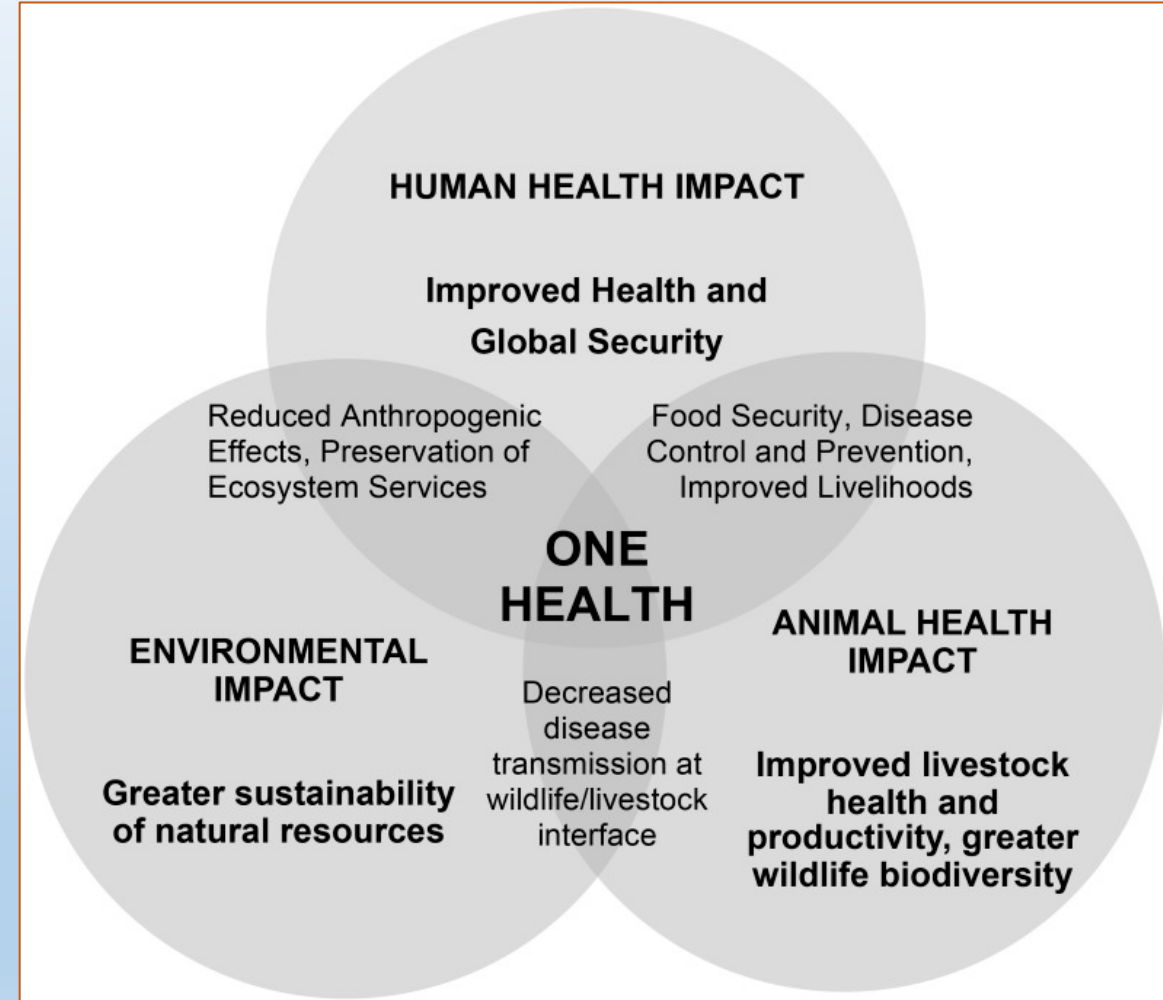 HUMAN HEALTH IMPACT
Improved Health and
Global Security
Reduced Anthropogenic
Effects, Preservation of
Ecosystem Services
Food Security, Disease
Control and Prevention,
Improved Livelihoods
ONE
HEALTH
ENVIRONMENTAL
IMPACT
Greater sustainability
of natural resources
Decreased
disease
transmission at
wildlife/livestock
interface
ANIMAL HEALTH
IMPACT
Improved livestock
health and
productivity, greater
wildlife biodiversity